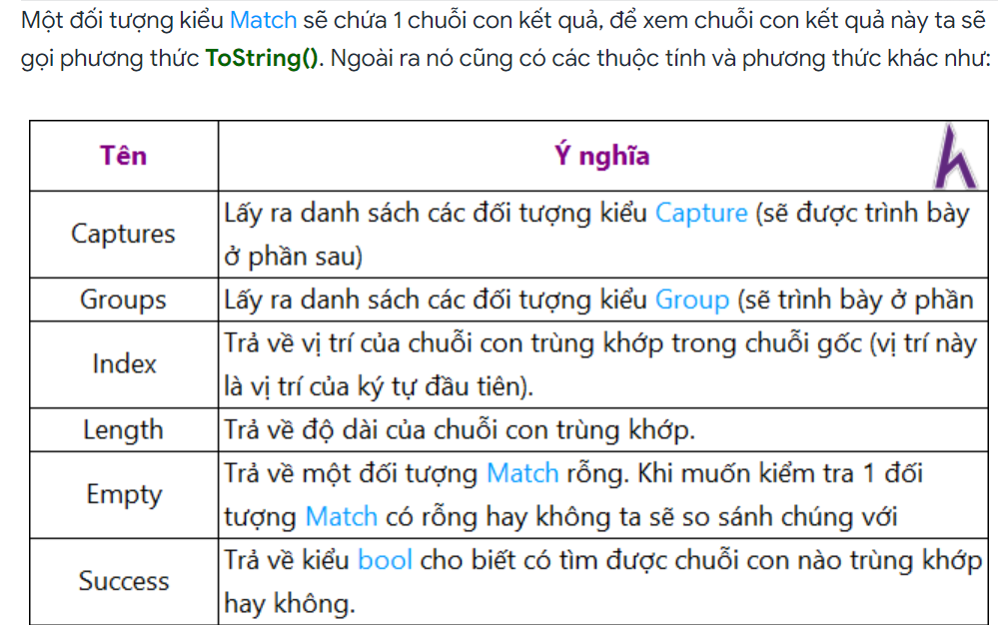 Một đối tượng kiểu Match sẽ chứa 1 chuỗi con kết quả, để xem chuỗi con kết quả này ta sẽ
gọi phương thức ToString(). Ngoài ra nó cũng có các thuộc tính và phương thức khác như:
Tên
Ý nghĩa
Captures
Lấy ra danh sách các đối tượng kiểu Capture (sẽ được trình bày
ở phần sau)
Groups
Lấy ra danh sách các đối tượng kiểu Group (sẽ trình bày ở phần
Index
Trả về vị trí của chuỗi con trùng khớp trong chuỗi gốc (vị trí này
là vị trí của ký tự đầu tiên).
Length
Trả về độ dài của chuỗi con trùng khớp.
Empty
Trả về một đối tượng Match rỗng. Khi muốn kiểm tra 1 đối
tượng Match có rỗng hay không ta sẽ so sánh chúng với
Success
Trả về kiểu bool cho biết có tìm được chuỗi con nào trùng khớp
hay không.